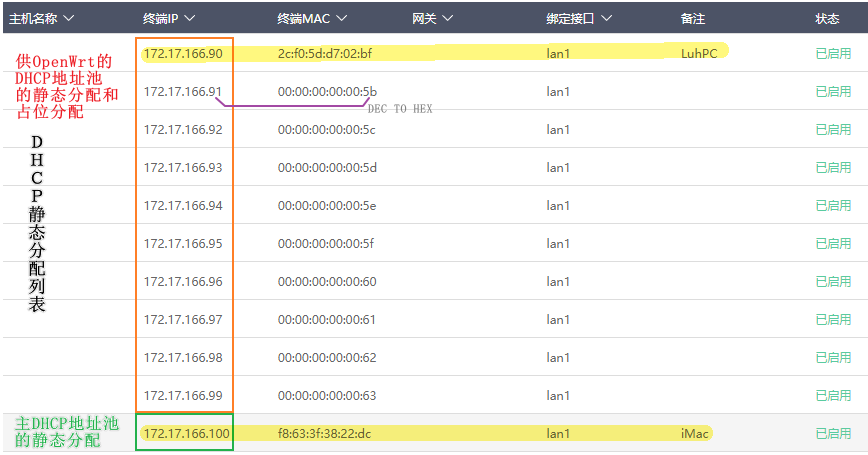 主机名称 终端IP 终端MAC 网关 绑定接口 备注 状态
172.17.166.90 2c:f0:5d:d7:02:bf lan1 LuhPC 已启用
供OpenWrt的
DHCP地址池
的静态分配和
占位分配
172.17.166.91 00:00:00:00:00:5b lan1 已启用
DEC TO HEX
172.17.166.92 00:00:00:00:00:5c lan1 已启用
DHCP静态分配列表
172.17.166.93 00:00:00:00:00:5d lan1 已启用
172.17.166.94 00:00:00:00:00:5e lan1 已启用
172.17.166.95 00:00:00:00:00:5f lan1 已启用
172.17.166.96 00:00:00:00:00:60 lan1 已启用
172.17.166.97 00:00:00:00:00:61 lan1 已启用
172.17.166.98 00:00:00:00:00:62 lan1 已启用
172.17.166.99 00:00:00:00:00:63 lan1 已启用
主DHCP地址池
的静态分配
172.17.166.100 f8:63:3f:38:22:dc lan1 iMac 已启用